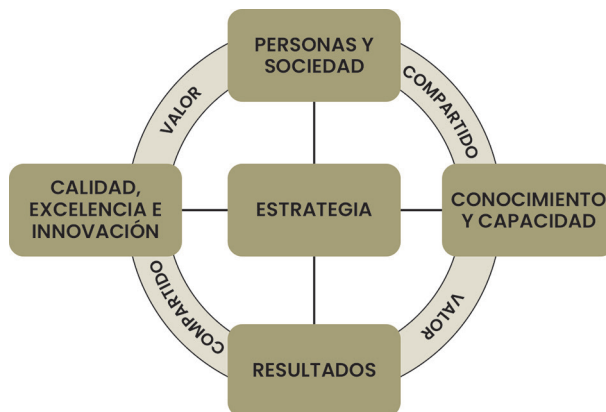 PERSONAS Y
SOCIEDAD
VALOR
COMPARTIDO
CALIDAD,
EXCELENCIA E
INNOVACIÓN
ESTRATEGIA
CONOCIMIENTO
Y CAPACIDAD
COMPARTIDO
VALOR
RESULTADOS